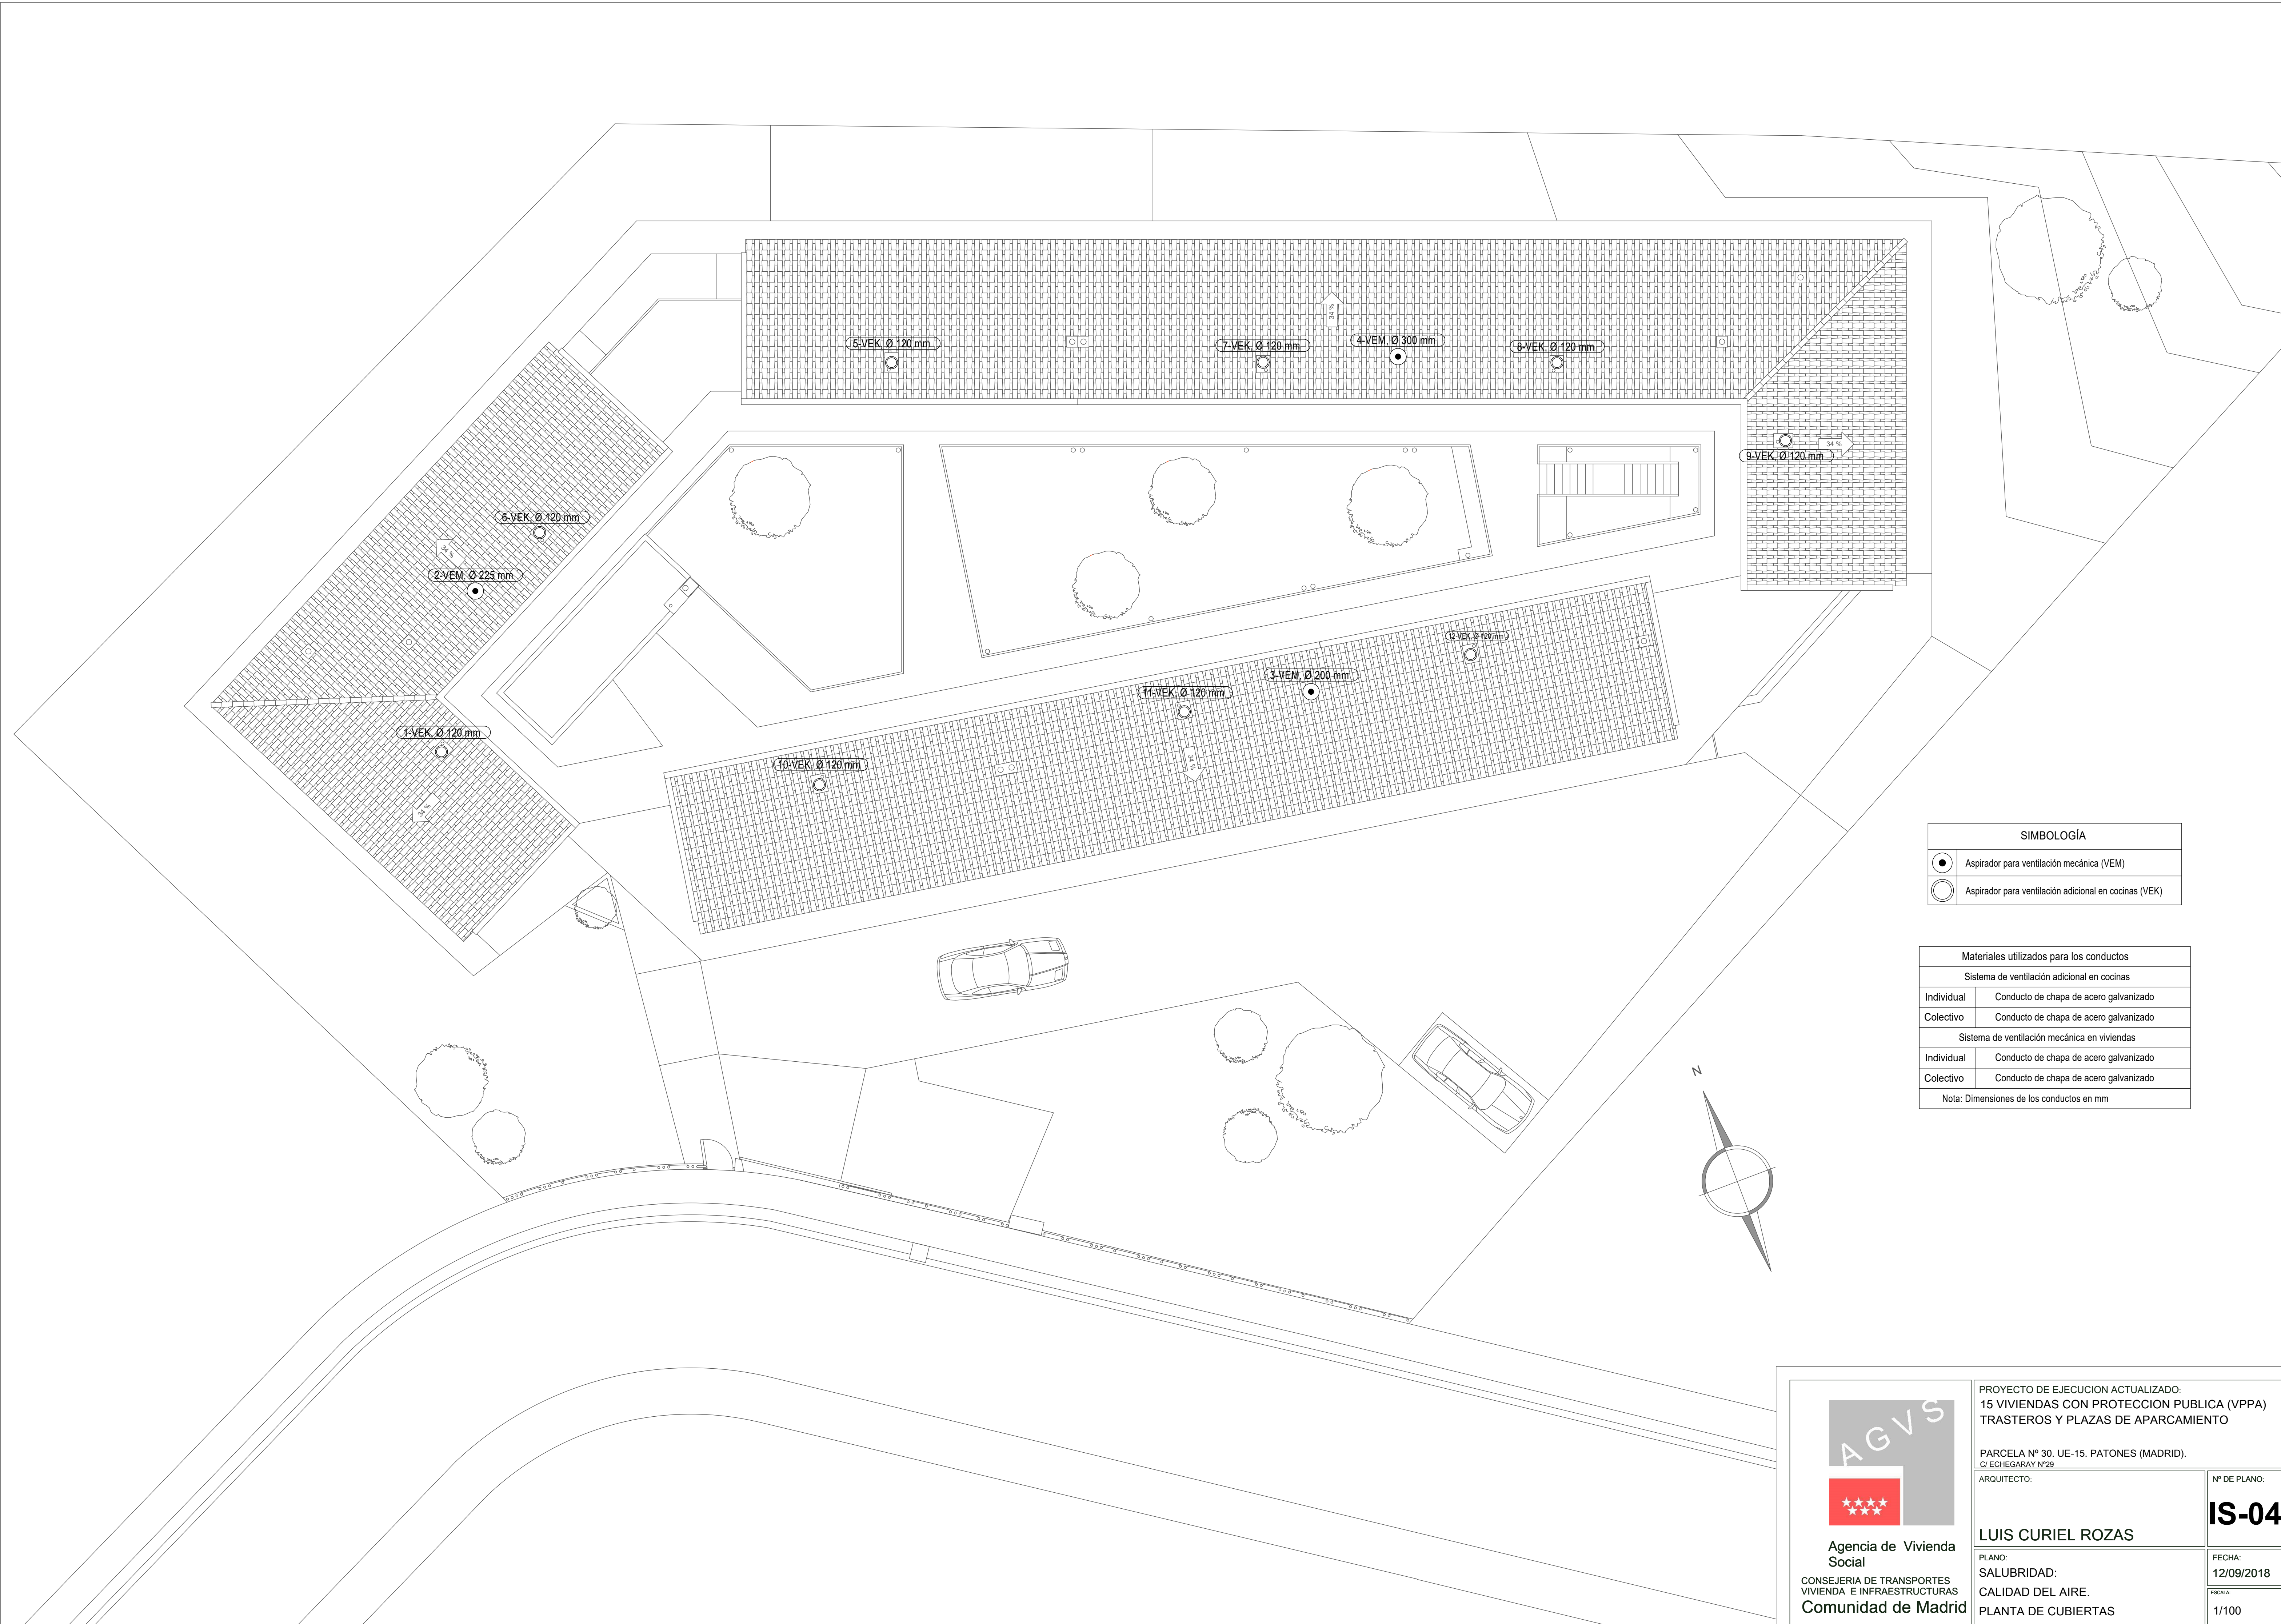 34 %
5-VEK, Ø 120 mm
7-VEK, Ø 120 mm
4-VEM, Ø 300 mm
8-VEK, Ø 120 mm
34 %
9-VEK, Ø 120 mm
6-VEK, Ø 120 mm
34 %
2-VEM, Ø 225 mm
12-VEK, Ø 120 mm
3-VEM, Ø 200 mm
11-VEK, Ø 120 mm
1-VEK, Ø 120 mm
34 %
10-VEK, Ø 120 mm
34 %
SIMBOLOGÍA
Aspirador para ventilación mecánica (VEM)
Aspirador para ventilación adicional en cocinas (VEK)
Materiales utilizados para los conductos
Sistema de ventilación adicional en cocinas
Individual Conducto de chapa de acero galvanizado
Colectivo Conducto de chapa de acero galvanizado
Sistema de ventilación mecánica en viviendas
Individual Conducto de chapa de acero galvanizado
Colectivo Conducto de chapa de acero galvanizado
Nota: Dimensiones de los conductos en mm
N
AGVS
Agencia de Vivienda
Social
CONSEJERIA DE TRANSPORTES
VIVIENDA E INFRAESTRUCTURAS
Comunidad de Madrid
PROYECTO DE EJECUCION ACTUALIZADO:
15 VIVIENDAS CON PROTECCION PUBLICA (VPPA)
TRASTEROS Y PLAZAS DE APARCAMIENTO
PARCELA Nº 30. UE-15. PATONES (MADRID).
C/ ECHEGARAY Nº29
ARQUITECTO:
LUIS CURIEL ROZAS
Nº DE PLANO:
IS-04
PLANO:
SALUBRIDAD:
CALIDAD DEL AIRE.
PLANTA DE CUBIERTAS
FECHA:
12/09/2018
ESCALA:
1/100